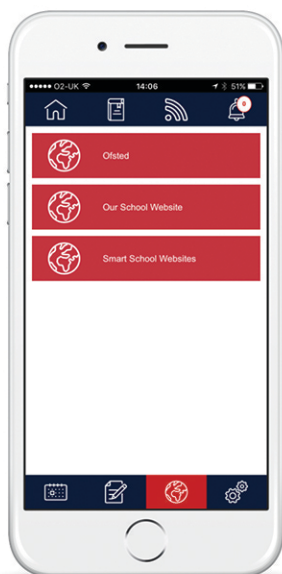 O2-UK 14:06 51%
0
Ofsted
Our School Website
Smart School Websites